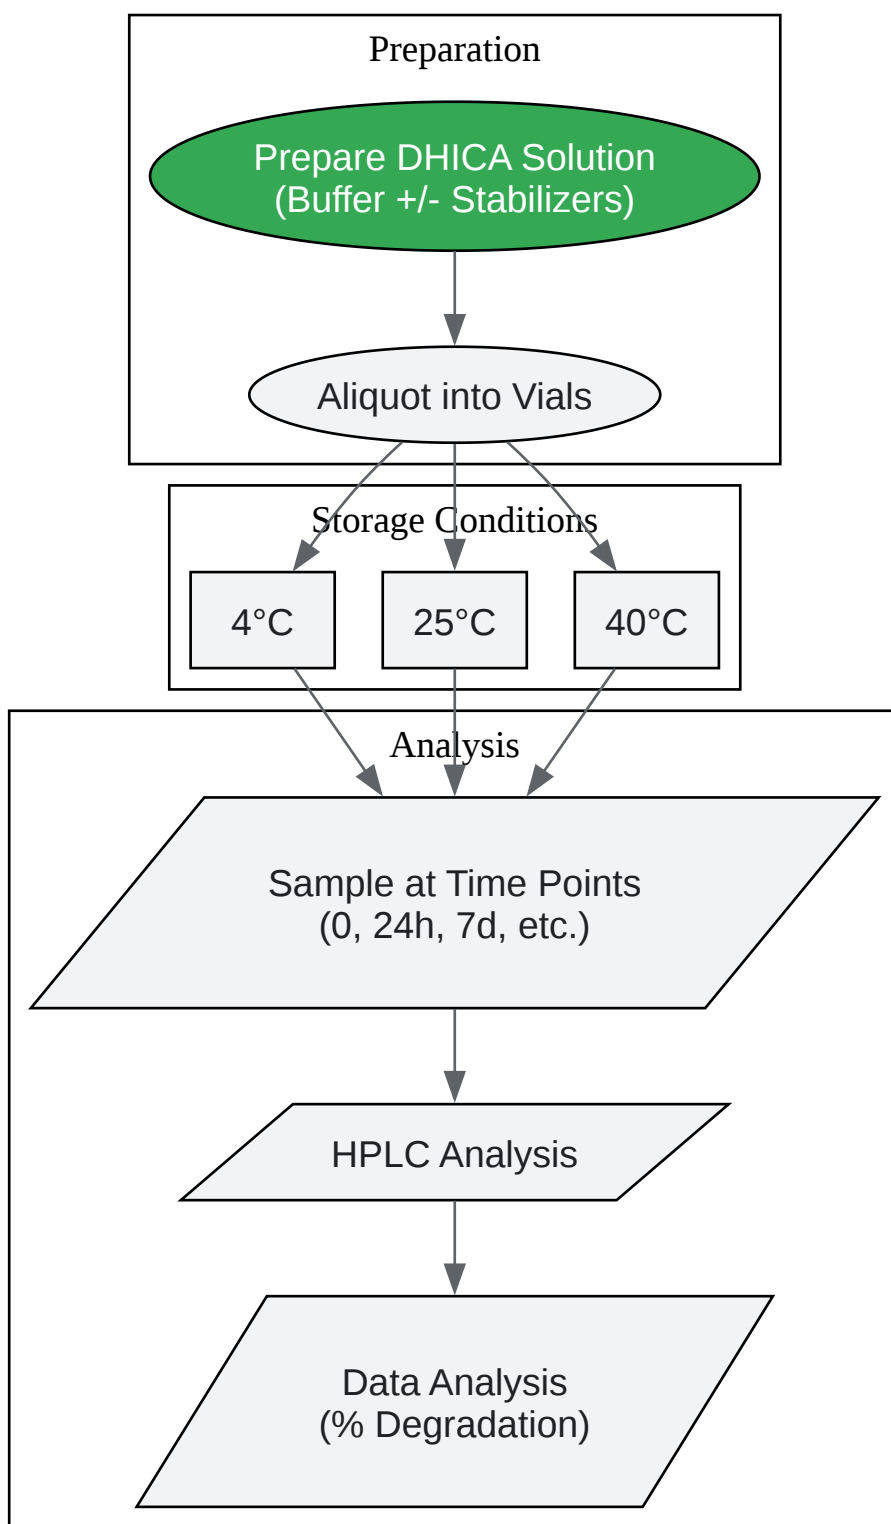 Preparation
Prepare DHICA Solution
(Buffer +/- Stabilizers)
Aliquot into Vials
Storage Conditions
4°C
25°C
40°C
Analysis
Sample at Time Points
(0, 24h, 7d, etc.)
HPLC Analysis
Data Analysis
(% Degradation)